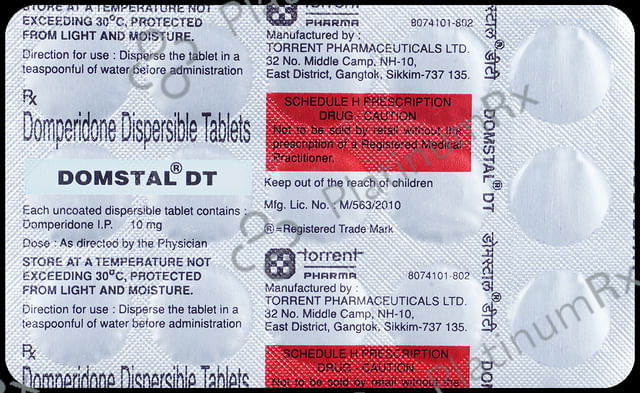 STORE AT A TEMPERATURE NOT
EXCEEDING 30°C, PROTECTED
FROM LIGHT AND MOISTURE.
Direction for use : Disperse the tablet in a
teaspoonful of water before administration
Rx
Domperidone Dispersible Tablets
DOMSTAL® DT
Each uncoated dispersible tablet contains :
Domperidone I.P. 10 mg
Dose : As directed by the Physician
STORE AT A TEMPERATURE NOT
EXCEEDING 30°C, PROTECTED
FROM LIGHT AND MOISTURE.
Direction for use : Disperse the tablet in a
teaspoonful of water before administration
Rx
Domperidone Dispersible Tablets
torrent
PHARMA 8074101-802
Manufactured by :
TORRENT PHARMACEUTICALS LTD.
32 No. Middle Camp, NH-10,
East District, Gangtok, Sikkim-737 135.
SCHEDULE H PRESCRIPTION
DRUG - CAUTION
Not to be sold by retail without the
prescription of a Registered Medical
Practitioner.
Keep out of the reach of children
Mfg. Lic. No. : M/563/2010
®=Registered Trade Mark
torrent
PHARMA 8074101-802
Manufactured by :
TORRENT PHARMACEUTICALS LTD.
32 No. Middle Camp, NH-10,
East District, Gangtok, Sikkim-737 135.
SCHEDULE H PRESCRIPTION
DRUG - CAUTION
Not to be sold by retail without the
डोमस्टाल® डीटी
DOMSTAL® DT
डोमस्टाल® डीटी
DOM
PlatinumRx
PlatinumRx